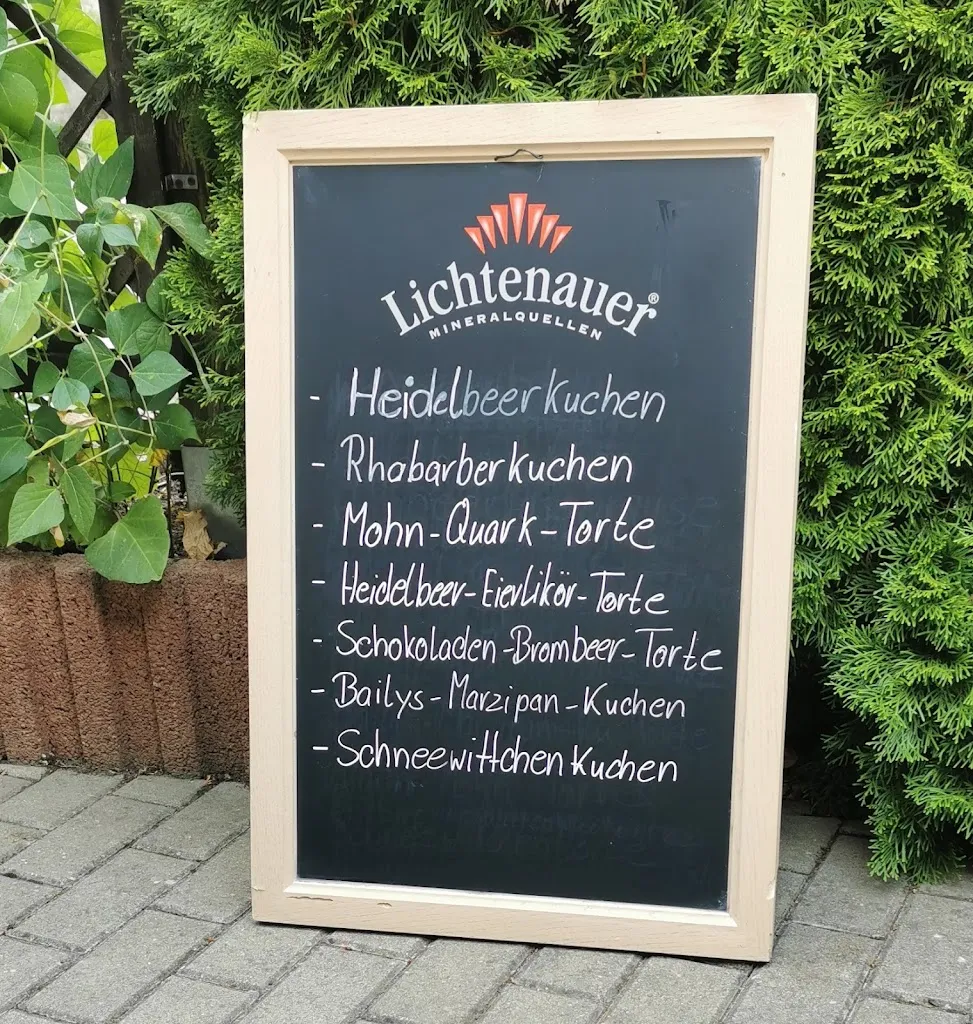 Lichtenauer®
MINERALQUELLEN
- Heidelbeerkuchen
- Rhabarberkuchen
- Mohn-Quark-Torte
- Heidelbeer-Eierlikör-Torte
- Schokoladen-Brombeer-Torte
- Bailys-Marzipan-Kuchen
- Schneewittchenkuchen